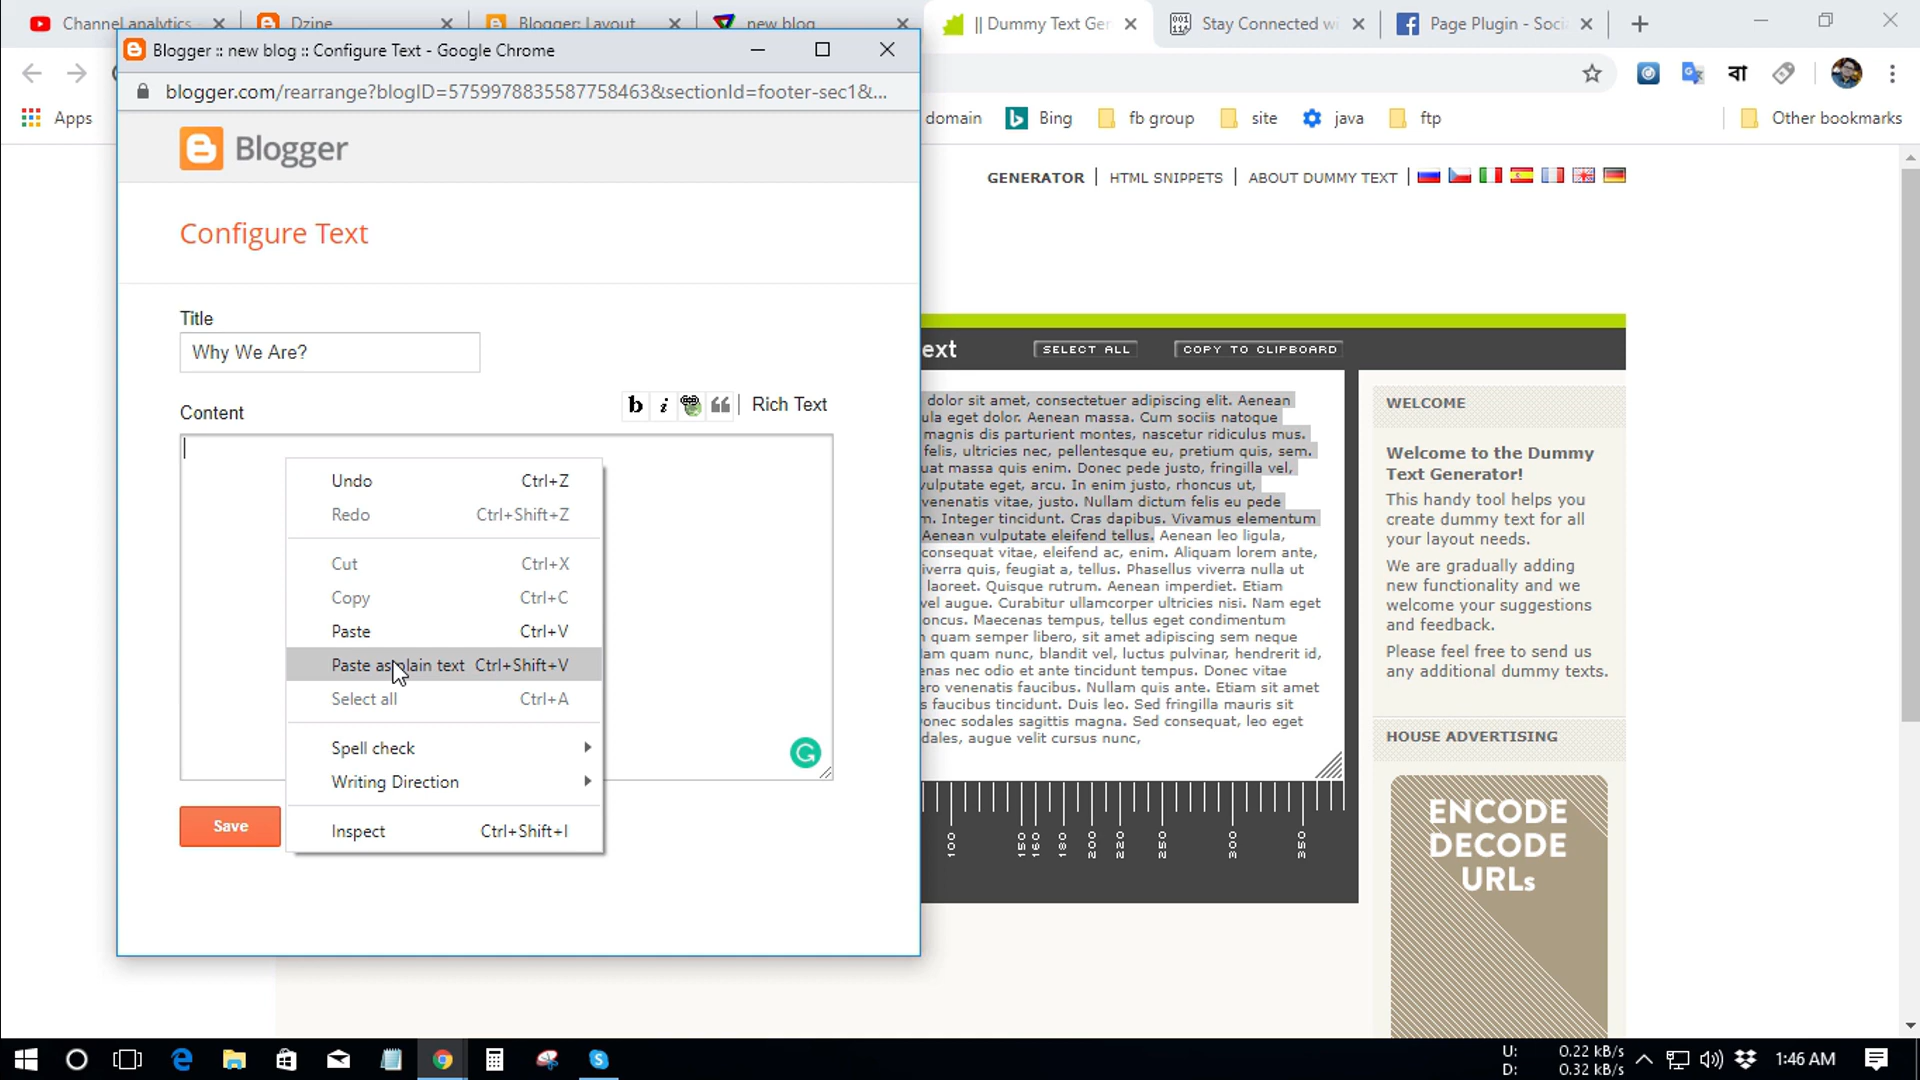 Channel analytics -
Dzine
Blogger: Layout
new blog
|| Dummy Text Ger
Stay Connected wi
Page Plugin - Soci
Blogger :: new blog :: Configure Text - Google Chrome
blogger.com/rearrange?blogID=5759978835587758463&sectionId=footer-sec1&...
Apps
domain
Bing
fb group
site
java
ftp
Other bookmarks
Blogger
GENERATOR | HTML SNIPPETS | ABOUT DUMMY TEXT |
Configure Text
Title
Why We Are?
Content
b i | Rich Text
Undo Ctrl+Z
Redo Ctrl+Shift+Z
Cut Ctrl+X
Copy Ctrl+C
Paste Ctrl+V
Paste as plain text Ctrl+Shift+V
Select all Ctrl+A
Spell check
Writing Direction
Inspect Ctrl+Shift+I
Save
ext
SELECT ALL
COPY TO CLIPBOARD
dolor sit amet, consectetuer adipiscing elit. Aenean
ula eget dolor. Aenean massa. Cum sociis natoque
magnis dis parturient montes, nascetur ridiculus mus.
felis, ultricies nec, pellentesque eu, pretium quis, sem.
uat massa quis enim. Donec pede justo, fringilla vel,
vulputate eget, arcu. In enim justo, rhoncus ut,
venenatis vitae, justo. Nullam dictum felis eu pede
m. Integer tincidunt. Cras dapibus. Vivamus elementum
Aenean vulputate eleifend tellus. Aenean leo ligula,
consequat vitae, eleifend ac, enim. Aliquam lorem ante,
iverra quis, feugiat a, tellus. Phasellus viverra nulla ut
laoreet. Quisque rutrum. Aenean imperdiet. Etiam
vel augue. Curabitur ullamcorper ultricies nisi. Nam eget
oncus. Maecenas tempus, tellus eget condimentum
n quam semper libero, sit amet adipiscing sem neque
am quam nunc, blandit vel, luctus pulvinar, hendrerit id,
enas nec odio et ante tincidunt tempus. Donec vitae
ero venenatis faucibus. Nullam quis ante. Etiam sit amet
s faucibus tincidunt. Duis leo. Sed fringilla mauris sit
onec sodales sagittis magna. Sed consequat, leo eget
dales, augue velit cursus nunc,
100 150 160 180 200 220 250 300 350
WELCOME
Welcome to the Dummy
Text Generator!
This handy tool helps you
create dummy text for all
your layout needs.
We are gradually adding
new functionality and we
welcome your suggestions
and feedback.
Please feel free to send us
any additional dummy texts.
HOUSE ADVERTISING
ENCODE
DECODE
URLs
বা
U: 0.22 kB/s
D: 0.32 kB/s
1:46 AM